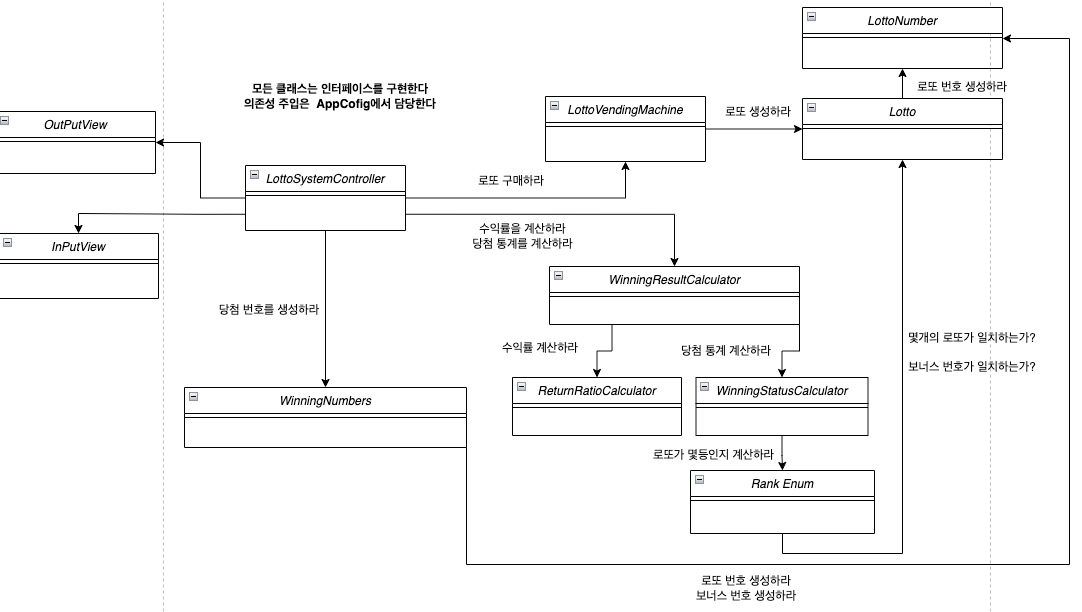 LottoNumber
모든 클래스는 인터페이스를 구현한다
의존성 주입은 AppCofig에서 담당한다
로또 번호 생성하라
OutPutView
LottoVendingMachine
로또 생성하라
Lotto
LottoSystemController
로또 구매하라
InPutView
수익률을 계산하라
당첨 통계를 계산하라
WinningResultCalculator
당첨 번호를 생성하라
수익률 계산하라
당첨 통계 계산하라
몇개의 로또가 일치하는가?
보너스 번호가 일치하는가?
WinningNumbers
ReturnRatioCalculator
WinningStatusCalculator
로또가 몇등인지 계산하라
Rank Enum
로또 번호 생성하라
보너스 번호 생성하라